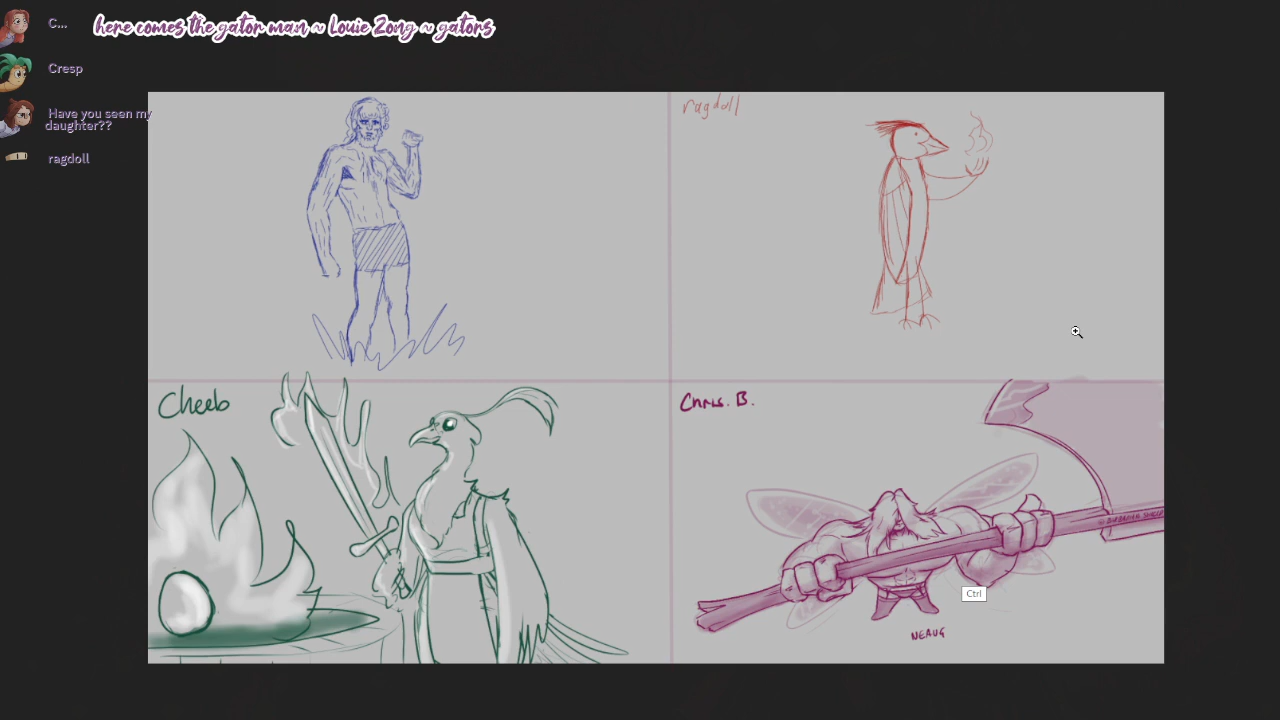 C...
here comes the gator man ~ Louie Zong ~ gators
Cresp
Have you seen my
daughter??
ragdoll
ragdoll
Cheeb
Chris. B.
Ctrl
NEAUG